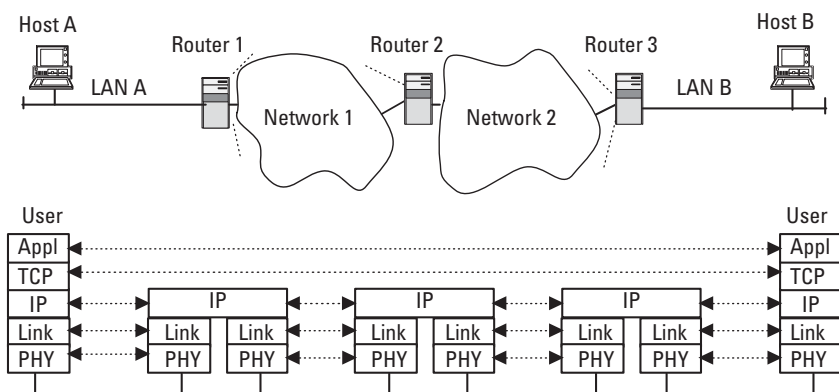 Host A
Host B
Router 1
Router 2
Router 3
LAN A
LAN B
Network 1
Network 2
User
User
Appl
Appl
TCP
TCP
IP
IP
IP
IP
IP
Link
Link
Link
Link
Link
Link
Link
Link
PHY
PHY
PHY
PHY
PHY
PHY
PHY
PHY